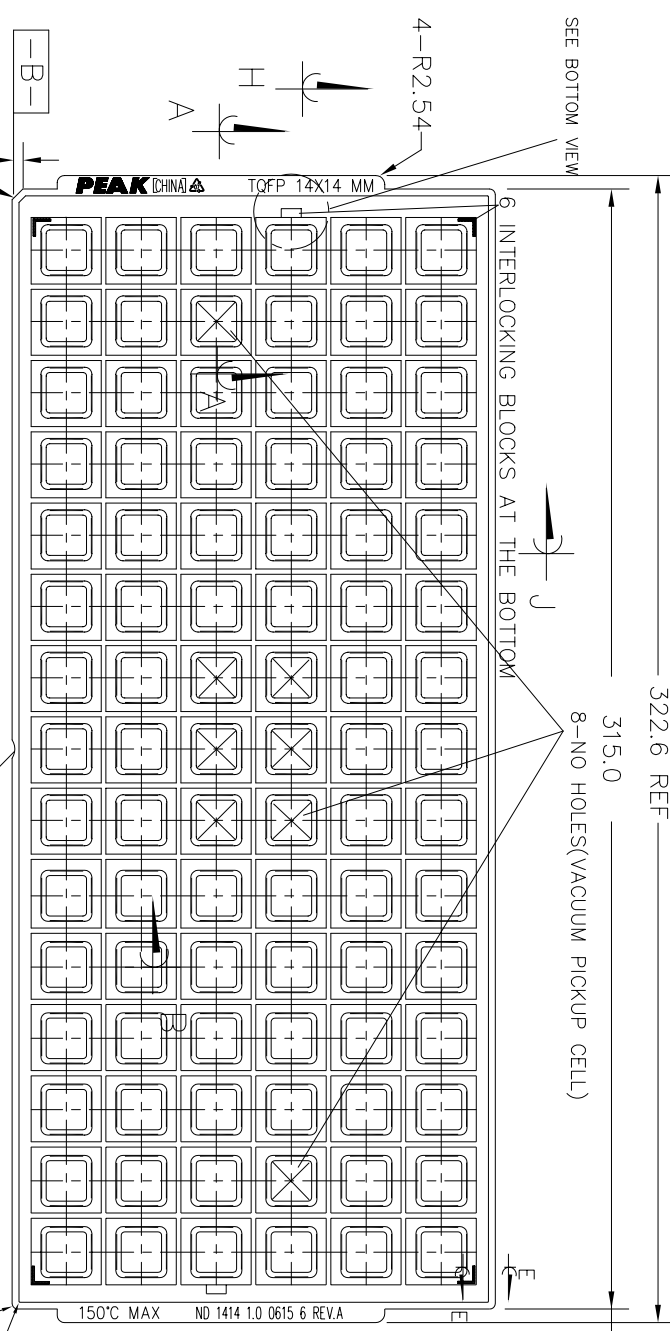 SEE BOTTOM VIEW
4-R2.54
H
A
-B-
PEAK [CHINA] TQFP 14X14 MM
6 INTERLOCKING BLOCKS AT THE BOTTOM
A
J
322.6 REF
315.0
8-NO HOLES(VACUUM PICKUP CELL)
B
E
E
150°C MAX ND 1414 1.0 0615 6 REV.A